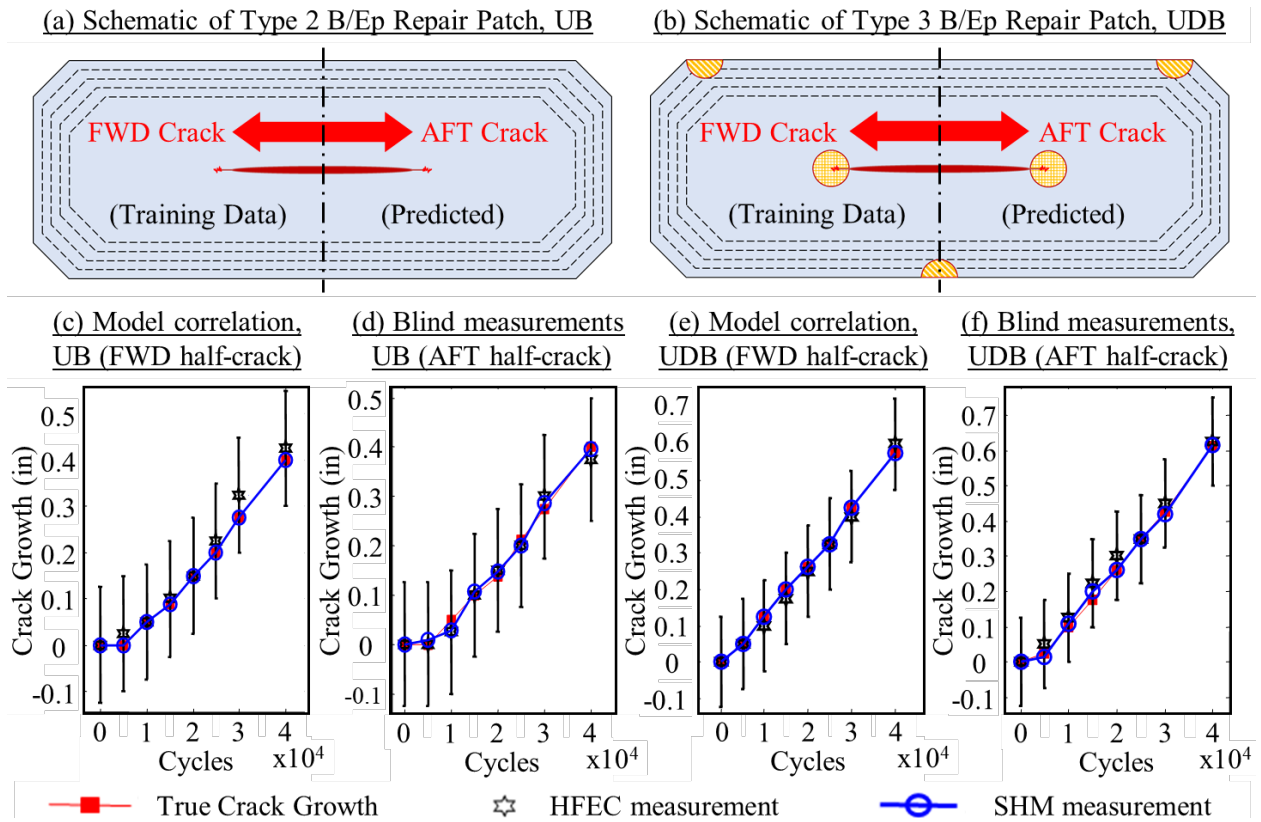 (a) Schematic of Type 2 B/Ep Repair Patch, UB
(b) Schematic of Type 3 B/Ep Repair Patch, UDB
FWD Crack
AFT Crack
(Training Data)
(Predicted)
FWD Crack
AFT Crack
(Training Data)
(Predicted)
(c) Model correlation,
UB (FWD half-crack)
(d) Blind measurements
UB (AFT half-crack)
(e) Model correlation,
UDB (FWD half-crack)
(f) Blind measurements,
UDB (AFT half-crack)
Crack Growth (in)
0.5
0.4
0.3
0.2
0.1
0
-0.1
0 1 2 3 4
Cycles
x10⁴
Crack Growth (in)
0.5
0.4
0.3
0.2
0.1
0
-0.1
0 1 2 3 4
Cycles
x10⁴
Crack Growth (in)
0.7
0.6
0.5
0.4
0.3
0.2
0.1
0
-0.1
0 1 2 3 4
Cycles
x10⁴
Crack Growth (in)
0.7
0.6
0.5
0.4
0.3
0.2
0.1
0
-0.1
0 1 2 3 4
Cycles
x10⁴
True Crack Growth
HFEC measurement
SHM measurement